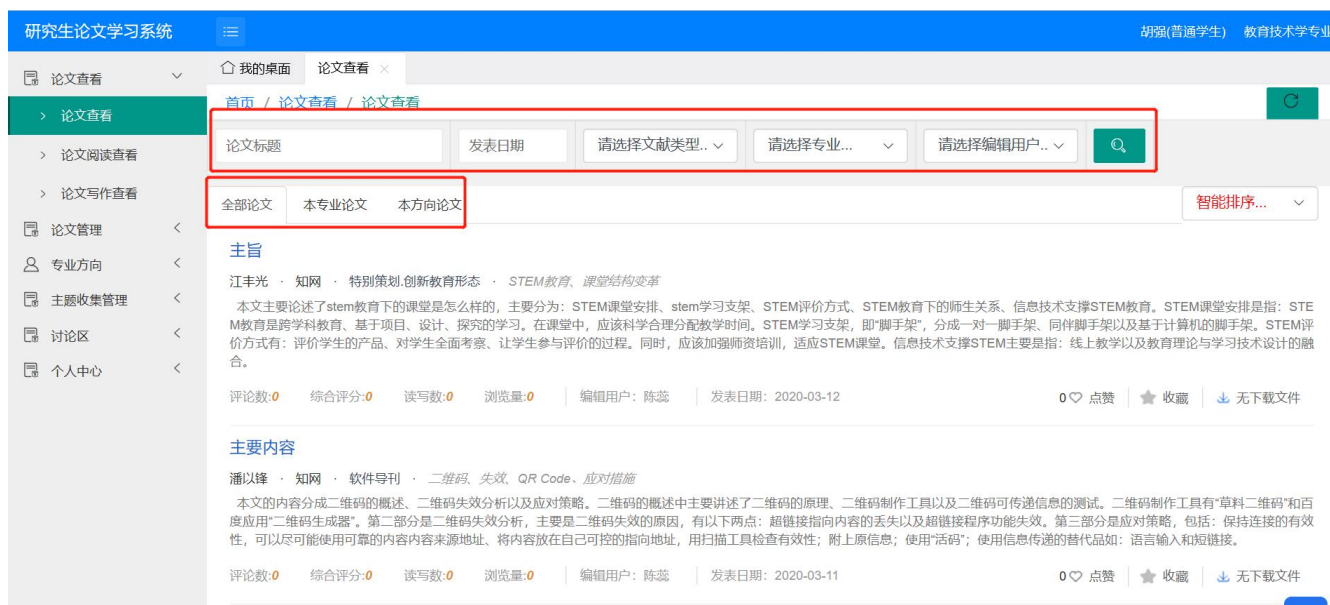 研究生论文学习系统
胡强(普通学生) 教育技术学专业
论文查看
论文查看
论文阅读查看
论文写作查看
论文管理
专业方向
主题收集管理
讨论区
个人中心
我的桌面 论文查看
首页 / 论文查看 / 论文查看
论文标题 发表日期 请选择文献类型.. 请选择专业... 请选择编辑用户..
全部论文 本专业论文 本方向论文 智能排序...
主旨
江丰光 · 知网 · 特别策划.创新教育形态 · STEM教育、课堂结构变革
本文主要论述了stem教育下的课堂是怎么样的，主要分为：STEM课堂安排、stem学习支架、STEM评价方式、STEM教育下的师生关系、信息技术支撑STEM教育。STEM课堂安排是指：STE
M教育是跨学科教育、基于项目、设计、探究的学习。在课堂中，应该科学合理分配教学时间。STEM学习支架，即“脚手架”，分成一对一脚手架、同伴脚手架以及基于计算机的脚手架。STEM评
价方式有：评价学生的产品、对学生全面考察、让学生参与评价的过程。同时，应该加强师资培训，适应STEM课堂。信息技术支撑STEM主要是指：线上教学以及教育理论与学习技术设计的融
合。
评论数:0 综合评分:0 读写数:0 浏览量:0 编辑用户：陈蕊 发表日期：2020-03-12 0 点赞 收藏 无下载文件
主要内容
潘以锋 · 知网 · 软件导刊 · 二维码、失效、QR Code、应对措施
本文的内容分成二维码的概述、二维码失效分析以及应对策略。二维码的概述中主要讲述了二维码的原理、二维码制作工具以及二维码可传递信息的测试。二维码制作工具有“草料二维码”和百
度应用“二维码生成器”。第二部分是二维码失效分析，主要是二维码失效的原因，有以下两点：超链接指向内容的丢失以及超链接程序功能失效。第三部分是应对策略，包括：保持连接的有效
性，可以尽可能使用可靠的内容内容来源地址、将内容放在自己可控的指向地址，用扫描工具检查有效性；附上原信息；使用“活码”；使用信息传递的替代品如：语言输入和短链接。
评论数:0 综合评分:0 读写数:0 浏览量:0 编辑用户：陈蕊 发表日期：2020-03-11 0 点赞 收藏 无下载文件